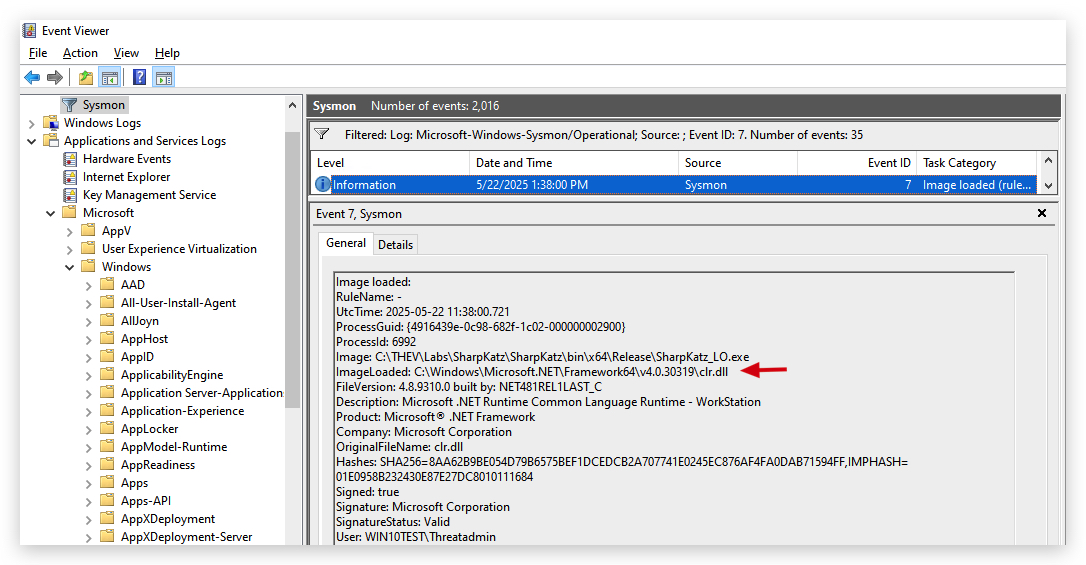 Event Viewer
File Action View Help
Sysmon
Windows Logs
Applications and Services Logs
Hardware Events
Internet Explorer
Key Management Service
Microsoft
AppV
User Experience Virtualization
Windows
AAD
All-User-Install-Agent
AllJoyn
AppHost
AppID
ApplicabilityEngine
Application Server-Application
Application-Experience
AppLocker
AppModel-Runtime
AppReadiness
Apps
Apps-API
AppXDeployment
AppXDeployment-Server
Sysmon Number of events: 2,016
Filtered: Log: Microsoft-Windows-Sysmon/Operational; Source: ; Event ID: 7. Number of events: 35
Level Date and Time Source Event ID Task Category
Information 5/22/2025 1:38:00 PM Sysmon 7 Image loaded (rule...
Event 7, Sysmon
General Details
Image loaded:
RuleName: -
UtcTime: 2025-05-22 11:38:00.721
ProcessGuid: {4916439e-0c98-682f-1c02-000000002900}
ProcessId: 6992
Image: C:\THEV\Labs\SharpKatz\SharpKatz\bin\x64\Release\SharpKatz_LO.exe
ImageLoaded: C:\Windows\Microsoft.NET\Framework64\v4.0.30319\clr.dll
FileVersion: 4.8.9310.0 built by: NET481REL1LAST_C
Description: Microsoft .NET Runtime Common Language Runtime - WorkStation
Product: Microsoft® .NET Framework
Company: Microsoft Corporation
OriginalFileName: clr.dll
Hashes: SHA256=8AA62B9BE054D79B6575BEF1DCEDCB2A707741E0245EC876AF4FA0DAB71594FF,IMPHASH=
01E0958B232430E87E27DC8010111684
Signed: true
Signature: Microsoft Corporation
SignatureStatus: Valid
User: WIN10TEST\Threatadmin